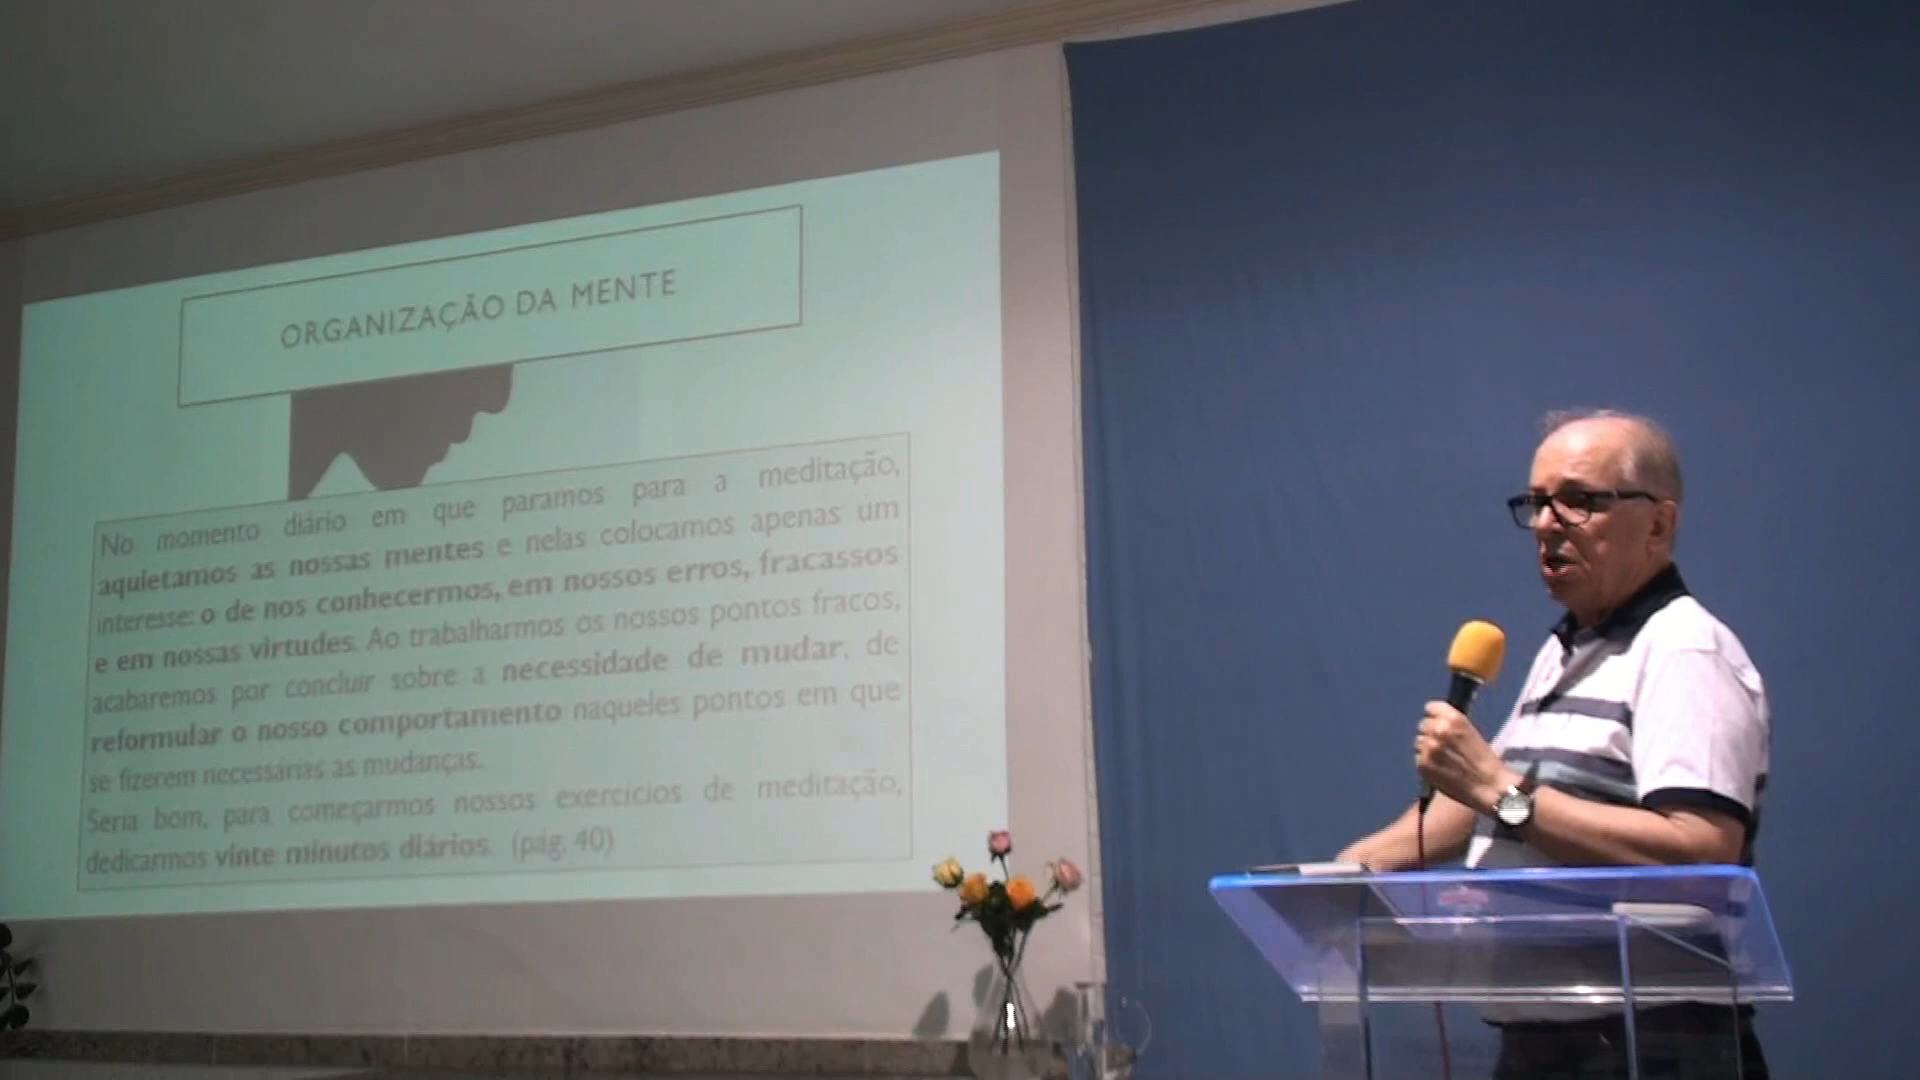 ORGANIZAÇÃO DA MENTE
No momento diário em que paramos para a meditação,
aquietamos as nossas mentes e nelas colocamos apenas um
interesse: o de nos conhecermos, em nossos erros, fracassos
e em nossas virtudes. Ao trabalharmos os nossos pontos fracos,
acabaremos por concluir sobre a necessidade de mudar, de
reformular o nosso comportamento naqueles pontos em que
se fizerem necessárias as mudanças.
Seria bom, para começarmos nossos exercícios de meditação,
dedicarmos vinte minutos diários. (pág. 40)